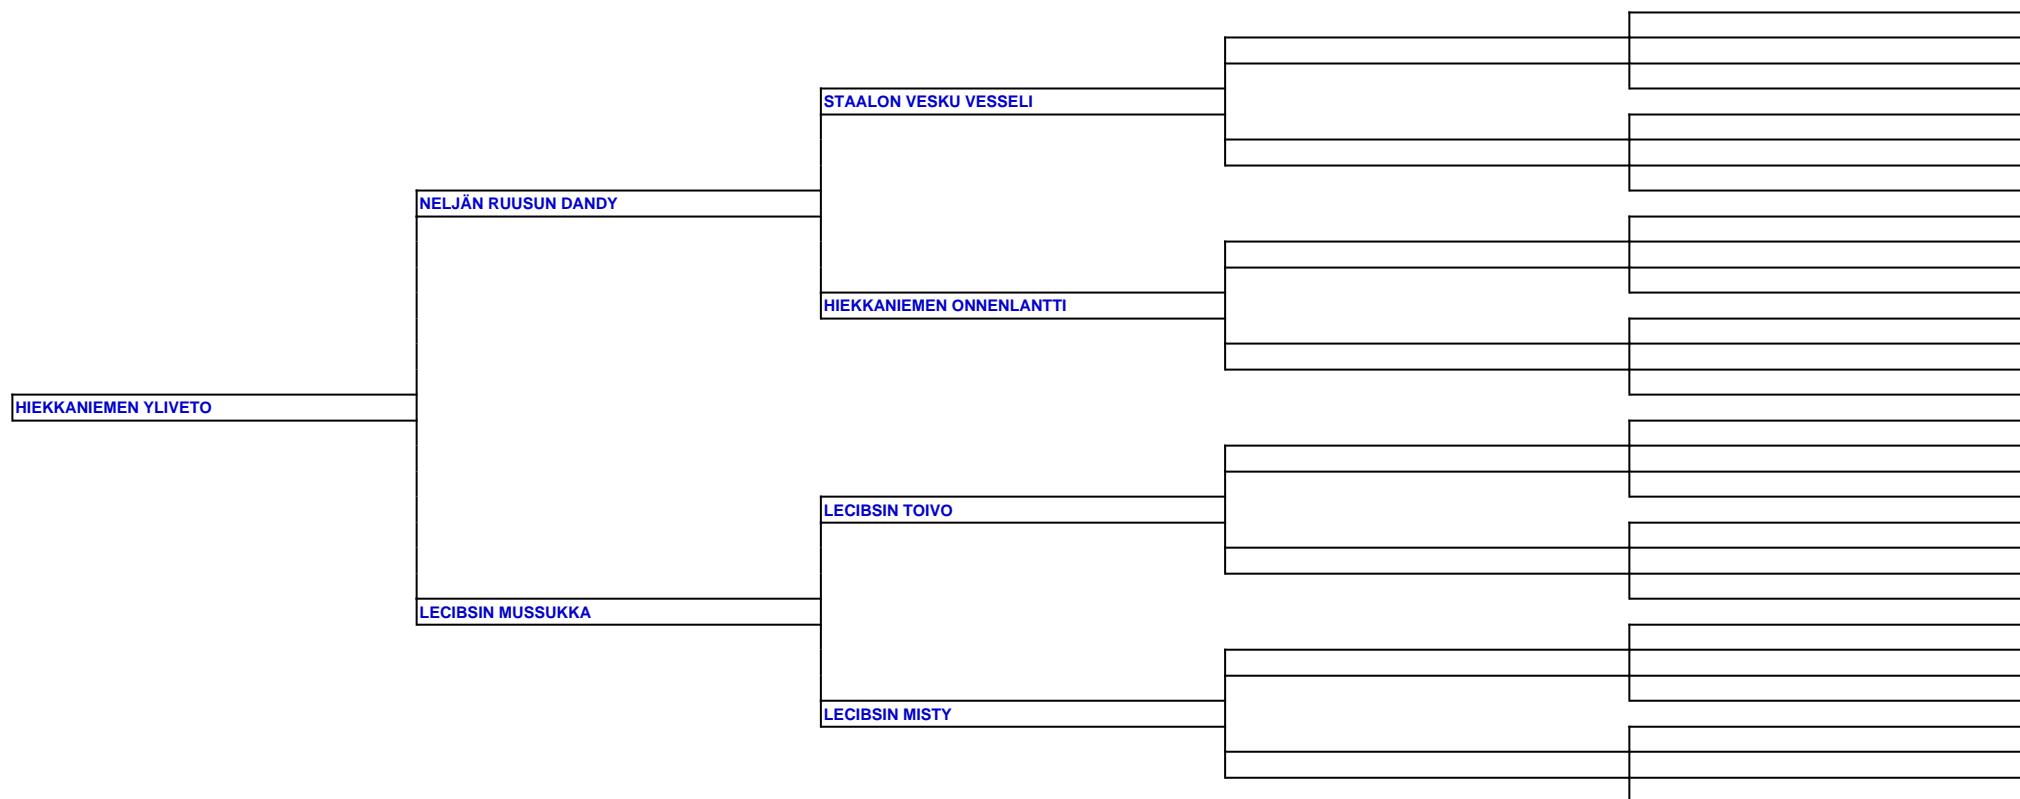 STAALON VESKU VESSELI
NELJÄN RUUSUN DANDY
HIEKKANIEMEN ONNENLANTTI
HIEKKANIEMEN YLIVETO
LECIBSIN TOIVO
LECIBSIN MUSSUKKA
LECIBSIN MISTY